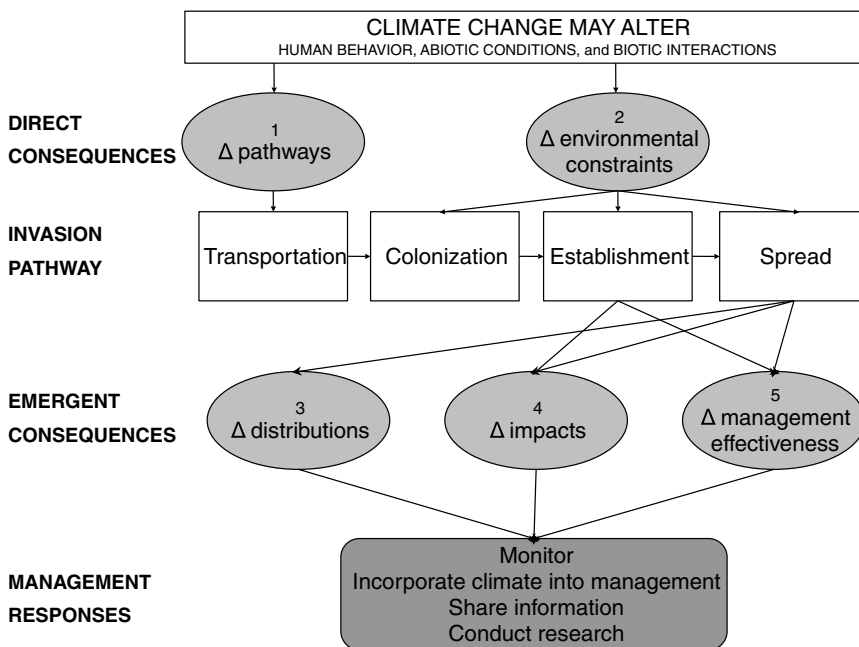 CLIMATE CHANGE MAY ALTER
HUMAN BEHAVIOR, ABIOTIC CONDITIONS, and BIOTIC INTERACTIONS
DIRECT
CONSEQUENCES
1
Δ pathways
2
Δ environmental
constraints
INVASION
PATHWAY
Transportation
Colonization
Establishment
Spread
EMERGENT
CONSEQUENCES
3
Δ distributions
4
Δ impacts
5
Δ management
effectiveness
MANAGEMENT
RESPONSES
Monitor
Incorporate climate into management
Share information
Conduct research